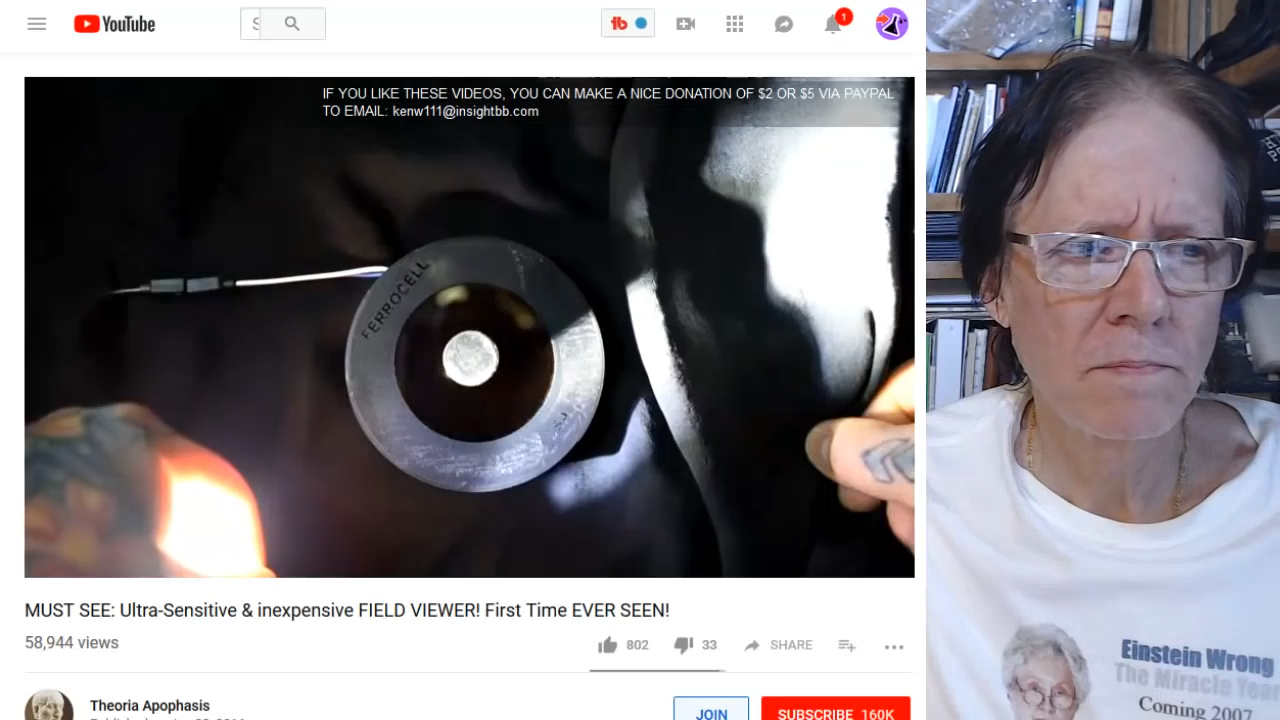 YouTube
S
1
IF YOU LIKE THESE VIDEOS, YOU CAN MAKE A NICE DONATION OF $2 OR $5 VIA PAYPAL
TO EMAIL: kenw111@insightbb.com
FERROCELL
MUST SEE: Ultra-Sensitive & inexpensive FIELD VIEWER! First Time EVER SEEN!
58,944 views
802
33
SHARE
Theoria Apophasis
JOIN
SUBSCRIBE 160K
Einstein Wrong
The Miracle Year
Coming 2007